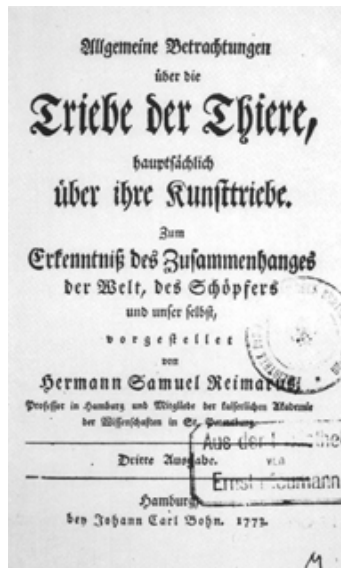 Allgemeine Betrachtungen
über die
Triebe der Thiere,
hauptsächlich
über ihre Kunsttriebe.
Zum
Erkenntniß des Zusammenhanges
der Welt, des Schöpfers
und unser selbst,
vorgestellet
von
Hermann Samuel Reimarus,
Professor in Hamburg und Mitgliede der kaiserlichen Akademie
der Wissenschaften in St. Petersburg.
Aus der
Dritte Ausgabe.
von
Ernst
Hamburg,
bey Johann Carl Bohn. 1773.